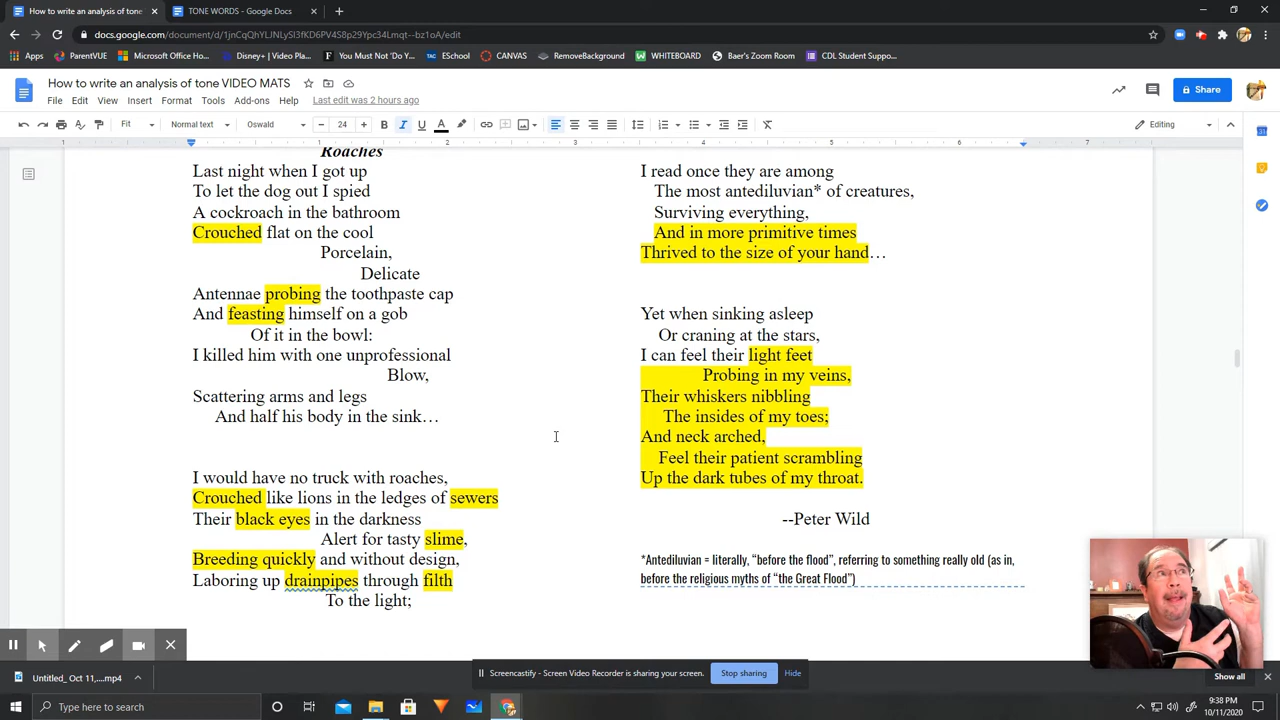 How to write an analysis of tone
TONE WORDS - Google Docs
docs.google.com/document/d/1jnCqQhYLJNLySI3fKD6PV4S8p29Ypc34Lmqt--bz1oA/edit
Apps
ParentVUE
Microsoft Office Ho...
Disney+ | Video Pla...
You Must Not 'Do Y...
ESchool
CANVAS
RemoveBackground
WHITEBOARD
Baer's Zoom Room
CDL Student Suppo...
How to write an analysis of tone VIDEO MATS
File Edit View Insert Format Tools Add-ons Help Last edit was 2 hours ago
Share
Fit Normal text Oswald 24 Editing
1 1 2 3 4 5 6 7
Roaches
Last night when I got up
To let the dog out I spied
A cockroach in the bathroom
Crouched flat on the cool
Porcelain,
Delicate
Antennae probing the toothpaste cap
And feasting himself on a gob
Of it in the bowl:
I killed him with one unprofessional
Blow,
Scattering arms and legs
And half his body in the sink…
I would have no truck with roaches,
Crouched like lions in the ledges of sewers
Their black eyes in the darkness
Alert for tasty slime,
Breeding quickly and without design,
Laboring up drainpipes through filth
To the light;
I read once they are among
The most antediluvian* of creatures,
Surviving everything,
And in more primitive times
Thrived to the size of your hand…
Yet when sinking asleep
Or craning at the stars,
I can feel their light feet
Probing in my veins,
Their whiskers nibbling
The insides of my toes;
And neck arched,
Feel their patient scrambling
Up the dark tubes of my throat.
--Peter Wild
*Antediluvian = literally, “before the flood”, referring to something really old (as in,
before the religious myths of “the Great Flood”)
Screencastify - Screen Video Recorder is sharing your screen.
Stop sharing
Hide
Untitled_ Oct 11,....mp4
Show all
Type here to search
9:38 PM
10/11/2020